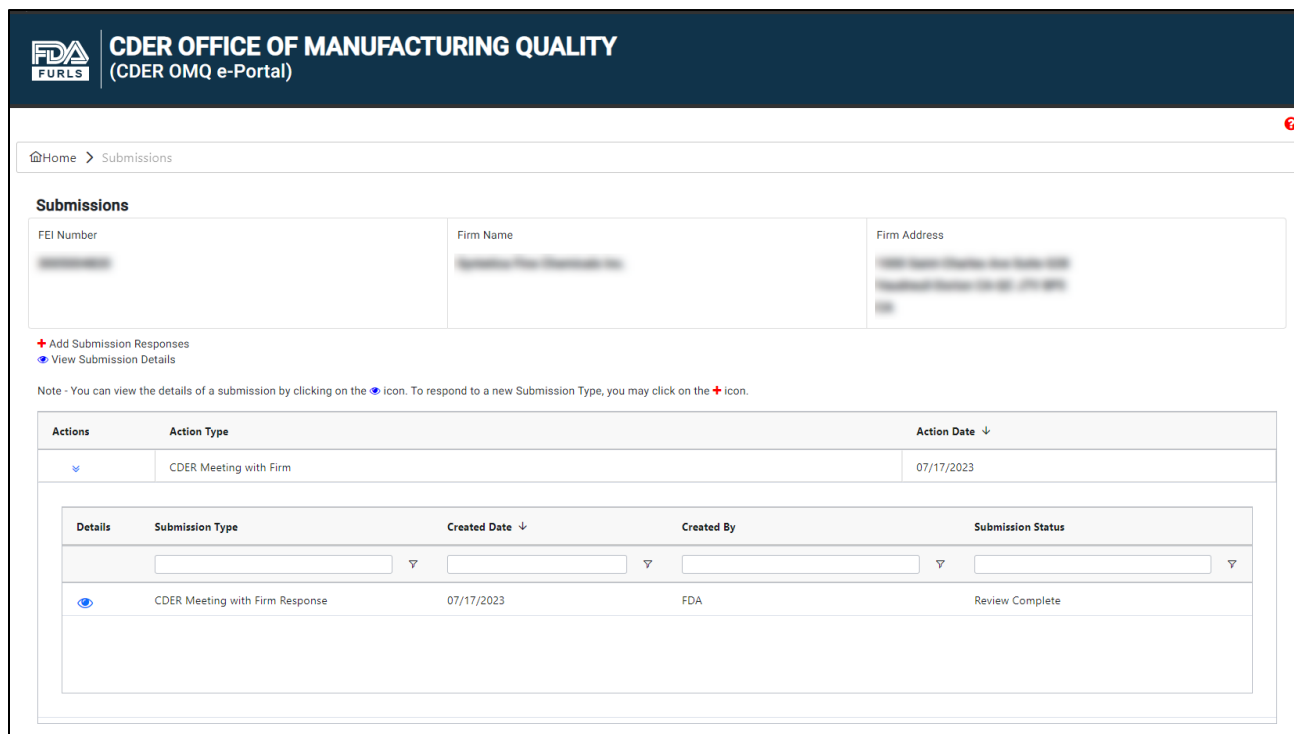 FDA
FURLS
CDER OFFICE OF MANUFACTURING QUALITY
(CDER OMQ e-Portal)
Home > Submissions
Submissions
FEI Number
Firm Name
Firm Address
+ Add Submission Responses
View Submission Details
Note - You can view the details of a submission by clicking on the icon. To respond to a new Submission Type, you may click on the + icon.
Actions Action Type Action Date ↓
CDER Meeting with Firm 07/17/2023
Details Submission Type Created Date ↓ Created By Submission Status
CDER Meeting with Firm Response 07/17/2023 FDA Review Complete